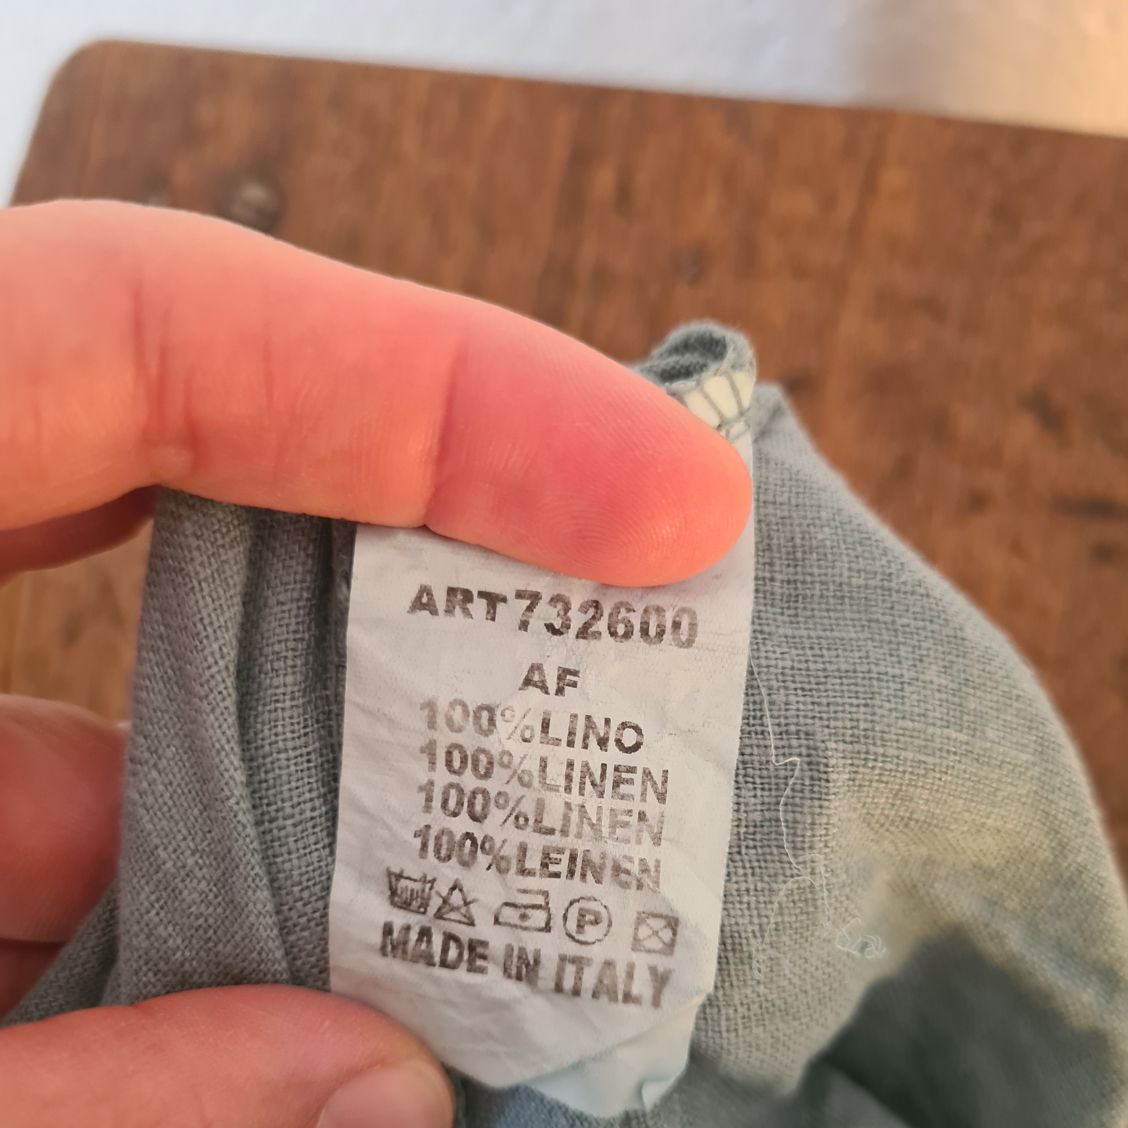 ART732600
AF
100%LINO
100%LINEN
100%LINEN
100%LEINEN
P
MADE IN ITALY